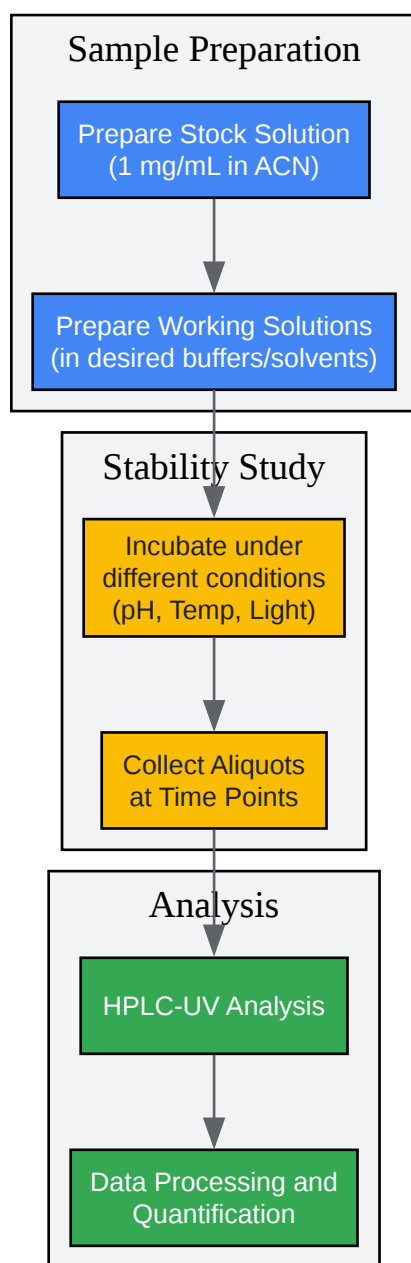 Sample Preparation
Prepare Stock Solution
(1 mg/mL in ACN)
Prepare Working Solutions
(in desired buffers/solvents)
Stability Study
Incubate under
different conditions
(pH, Temp, Light)
Collect Aliquots
at Time Points
Analysis
HPLC-UV Analysis
Data Processing and
Quantification